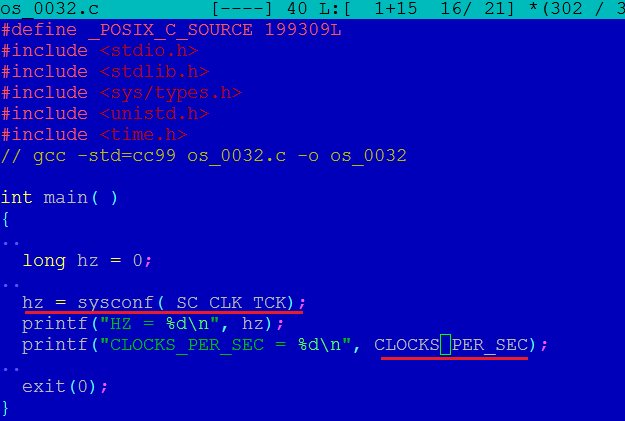 os_0032.c [----] 40 L:[ 1+15 16/ 21] *(302 / 3
#define _POSIX_C_SOURCE 199309L
#include <stdio.h>
#include <stdlib.h>
#include <sys/types.h>
#include <unistd.h>
#include <time.h>
// gcc -std=cc99 os_0032.c -o os_0032
int main( )
{
..
long hz = 0;
..
hz = sysconf(_SC_CLK_TCK);
printf("HZ = %d\n", hz);
printf("CLOCKS_PER_SEC = %d\n", CLOCKS_PER_SEC);
..
exit(0);
}